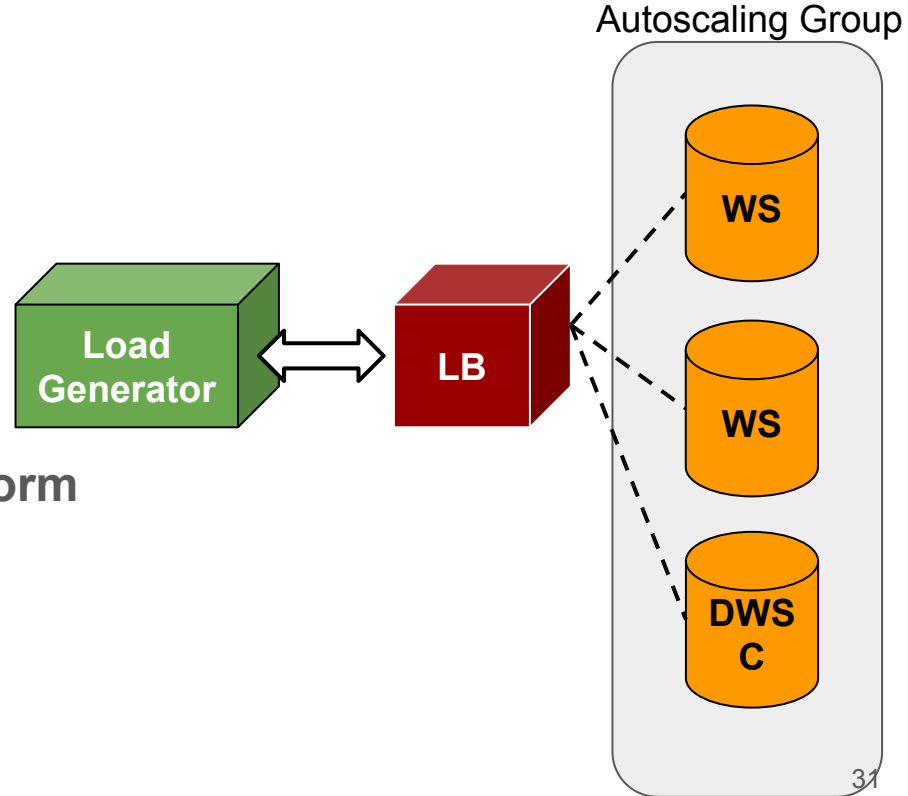 Autoscaling Group
WS
Load
Generator
LB
WS
orm
DWS
C
31